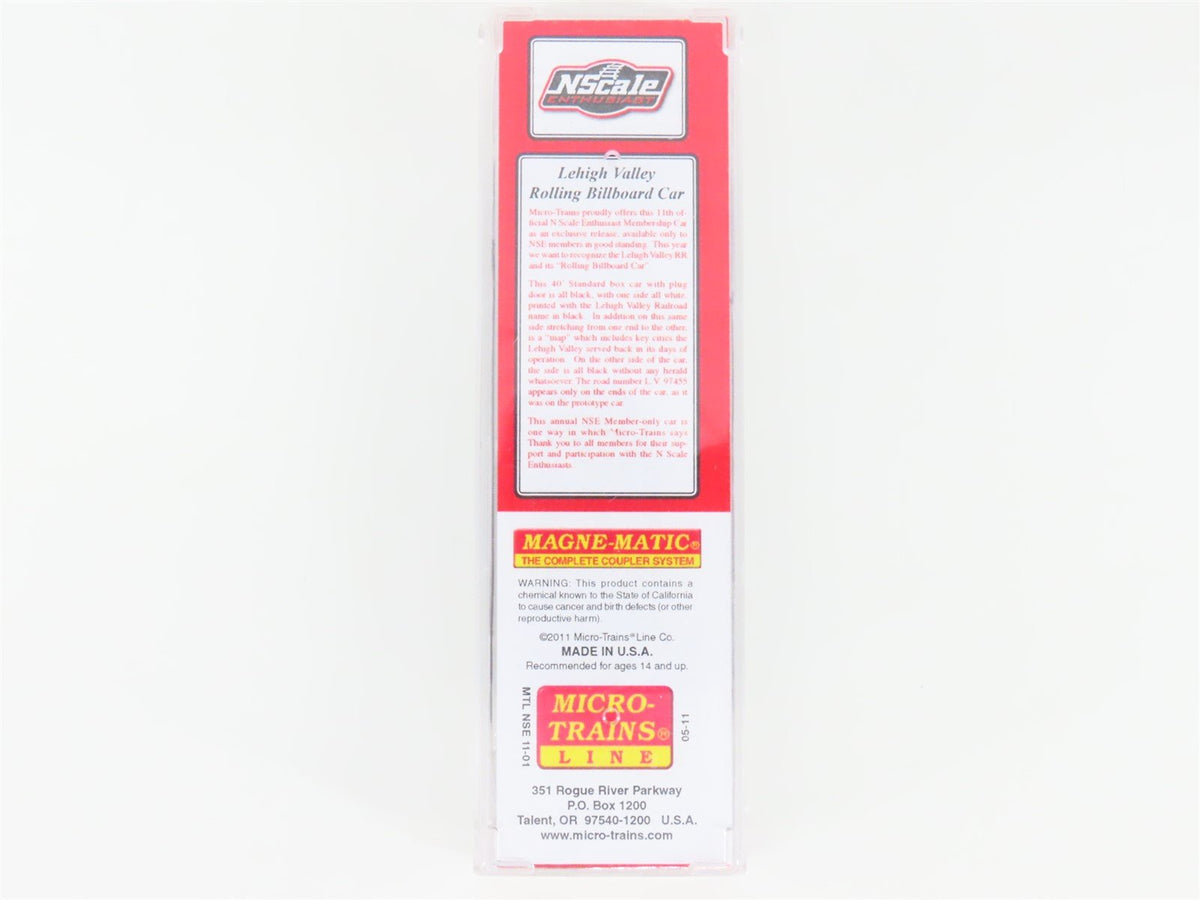 NScale
ENTHUSIAST
Lehigh Valley
Rolling Billboard Car
Micro-Trains proudly offers this 11th of-
ficial N Scale Enthusiast Membership Car
as an exclusive release, available only to
NSE members in good standing. This year
we want to recognize the Lehigh Valley RR
and its "Rolling Billboard Car"
This 40' Standard box car with plug
door is all black, with one side all white,
printed with the Lehigh Valley Railroad
name in black. In addition on this same
side stretching from one end to the other,
is a "map" which includes key cities the
Lehigh Valley served back in its days of
operation. On the other side of the car,
the side is all black without any herald
whatsoever. The road number L.V. 97455
appears only on the ends of the car, as it
was on the prototype car.
This annual NSE Member-only car is
one way in which Micro-Trains says
Thank you to all members for their sup-
port and participation with the N Scale
Enthusiasts
MAGNE-MATIC®
THE COMPLETE COUPLER SYSTEM
WARNING: This product contains a
chemical known to the State of California
to cause cancer and birth defects (or other
reproductive harm).
©2011 Micro-Trains® Line Co.
MADE IN U.S.A.
Recommended for ages 14 and up.
MTL NSE 11-01
MICRO-
TRAINS®
LINE
05-11
351 Rogue River Parkway
P.O. Box 1200
Talent, OR 97540-1200 U.S.A.
www.micro-trains.com